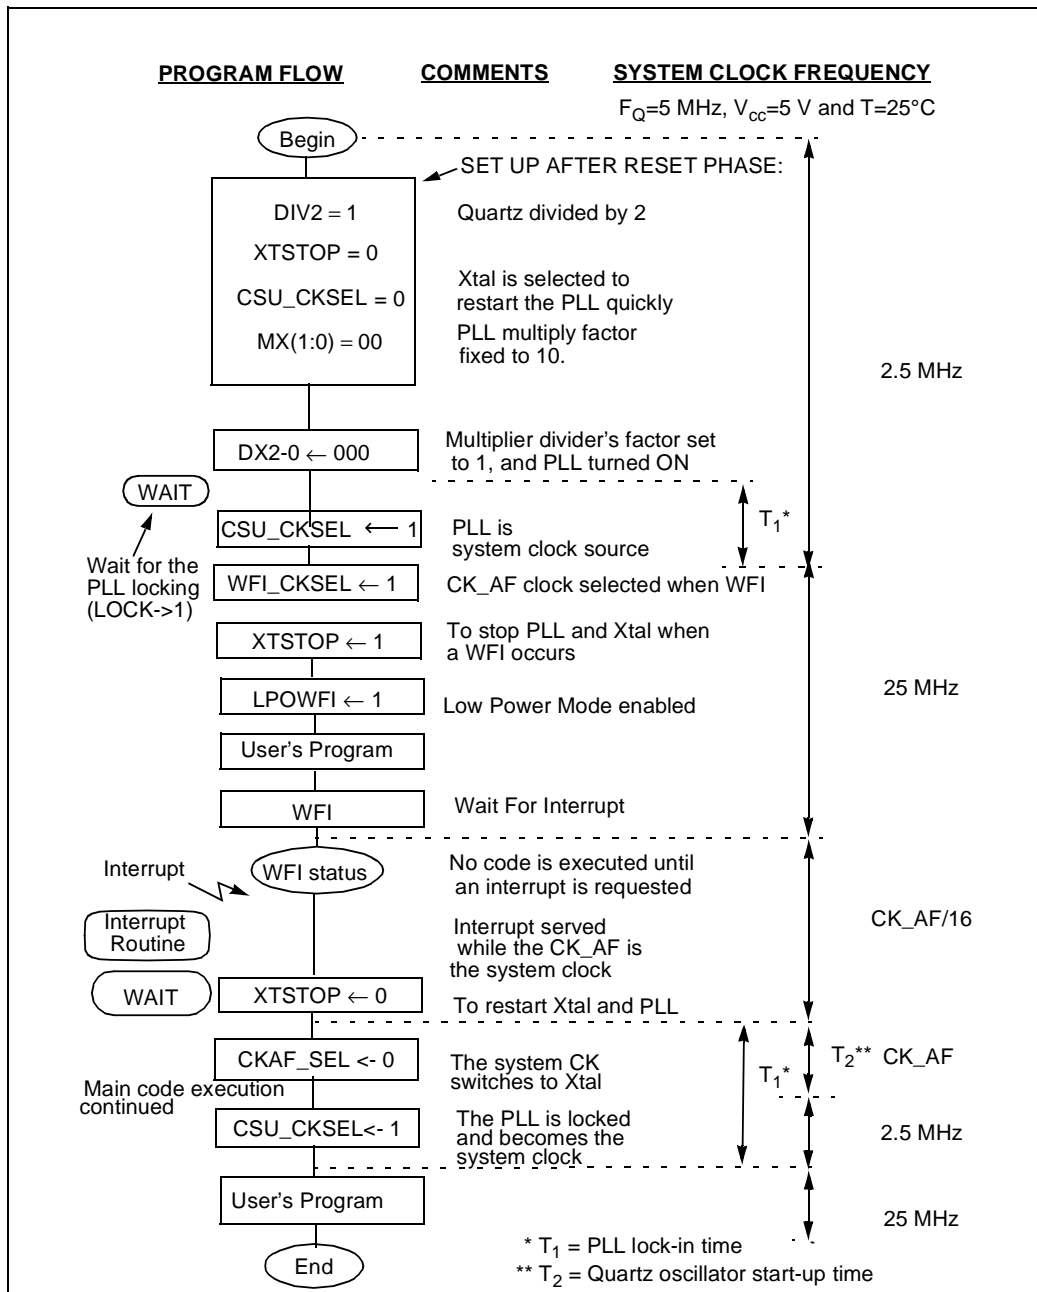 PROGRAM FLOW COMMENTS SYSTEM CLOCK FREQUENCY
F_Q=5 MHz, V_cc=5 V and T=25°C
Begin
SET UP AFTER RESET PHASE:
DIV2 = 1 Quartz divided by 2
XTSTOP = 0
CSU_CKSEL = 0 Xtal is selected to
restart the PLL quickly
MX(1:0) = 00 PLL multiply factor
fixed to 10.
2.5 MHz
DX2-0 ← 000 Multiplier divider's factor set
to 1, and PLL turned ON
WAIT
T_1*
CSU_CKSEL ← 1 PLL is
system clock source
Wait for the
PLL locking
(LOCK->1)
WFI_CKSEL ← 1 CK_AF clock selected when WFI
XTSTOP ← 1 To stop PLL and Xtal when
a WFI occurs
25 MHz
LPOWFI ← 1 Low Power Mode enabled
User's Program
WFI Wait For Interrupt
Interrupt WFI status No code is executed until
an interrupt is requested
Interrupt
Routine
Interrupt served
while the CK_AF is
the system clock
CK_AF/16
WAIT XTSTOP ← 0 To restart Xtal and PLL
CKAF_SEL <- 0 The system CK
switches to Xtal
T_1* T_2** CK_AF
Main code execution
continued
CSU_CKSEL<- 1 The PLL is locked
and becomes the
system clock
2.5 MHz
User's Program 25 MHz
* T_1 = PLL lock-in time
End ** T_2 = Quartz oscillator start-up time